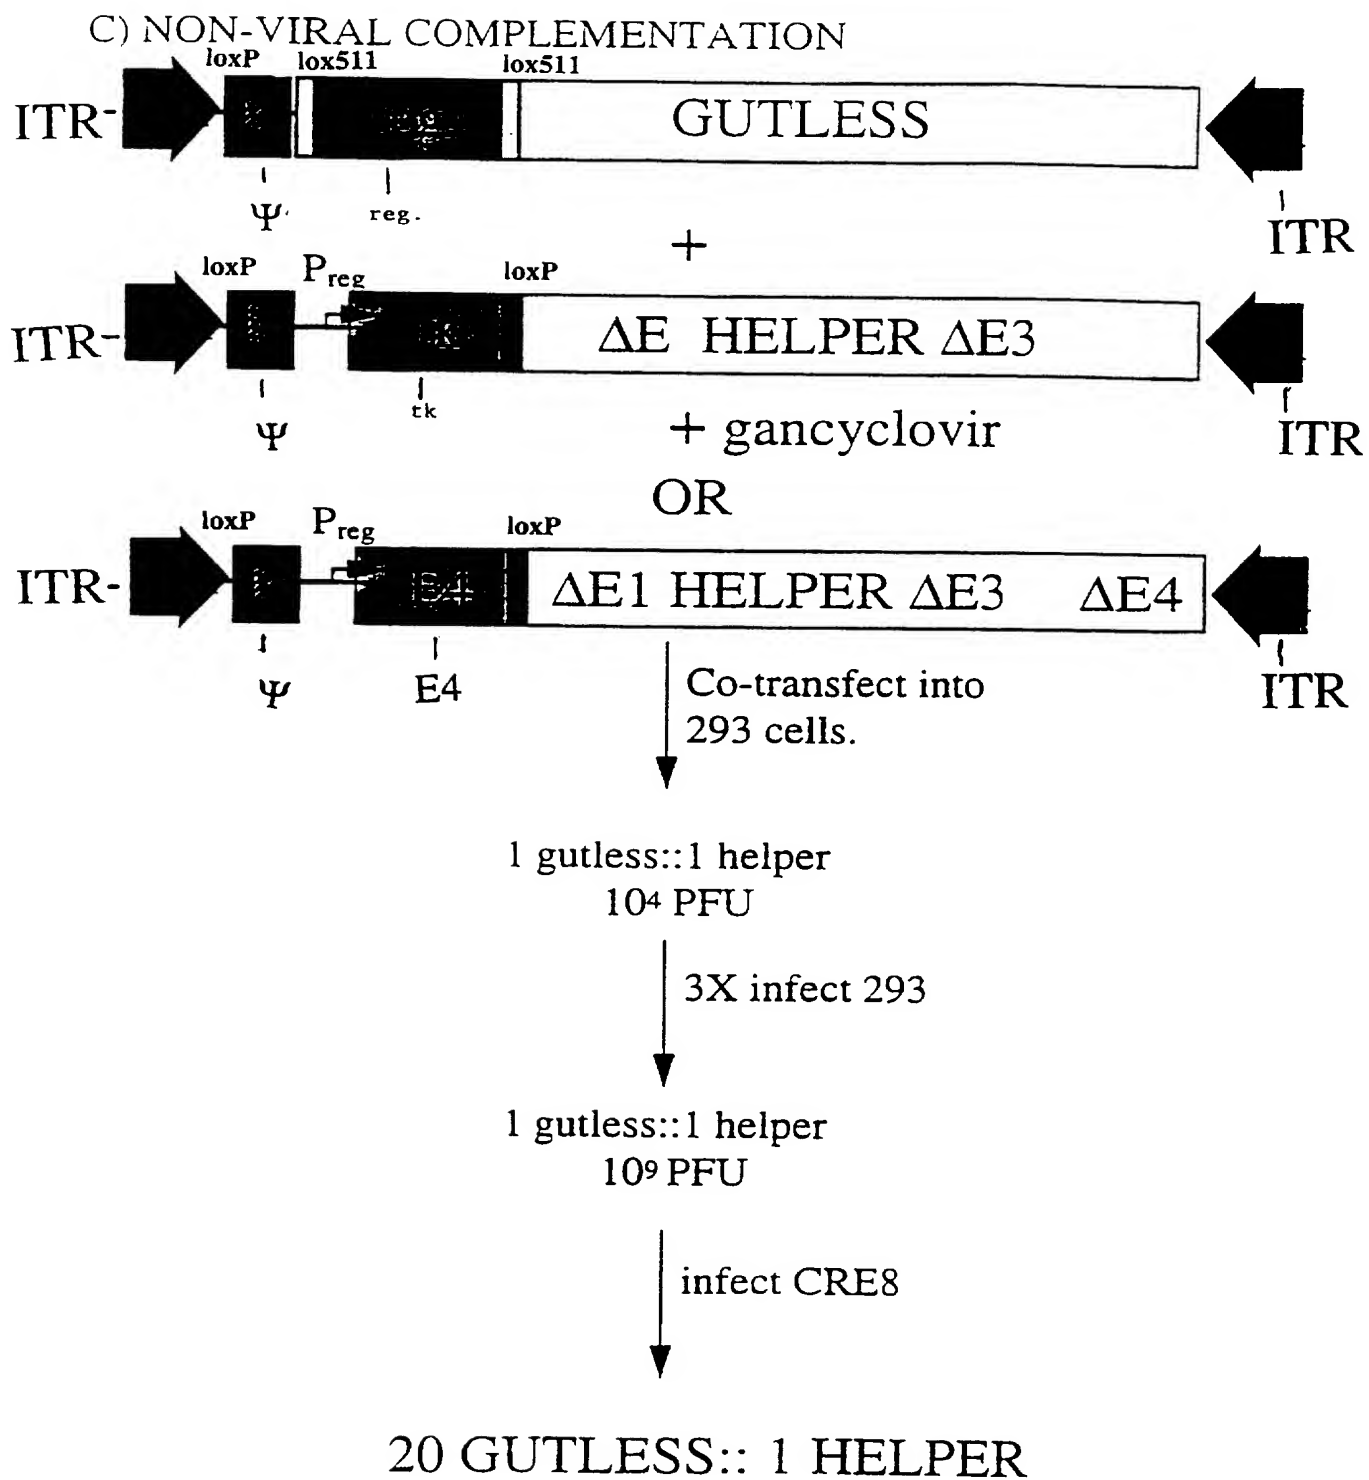 C) NON-VIRAL COMPLEMENTATION
loxP lox511 lox511
ITR- GUTLESS
Ψ reg. ITR
+
loxP Preg loxP
ITR- ΔE HELPER ΔE3
Ψ tk ITR
+ gancyclovir
OR
loxP Preg loxP
ITR- E4 ΔE1 HELPER ΔE3 ΔE4
Ψ E4 ITR
Co-transfect into
293 cells.
1 gutless::1 helper
10⁴ PFU
3X infect 293
1 gutless::1 helper
10⁹ PFU
infect CRE8
20 GUTLESS:: 1 HELPER